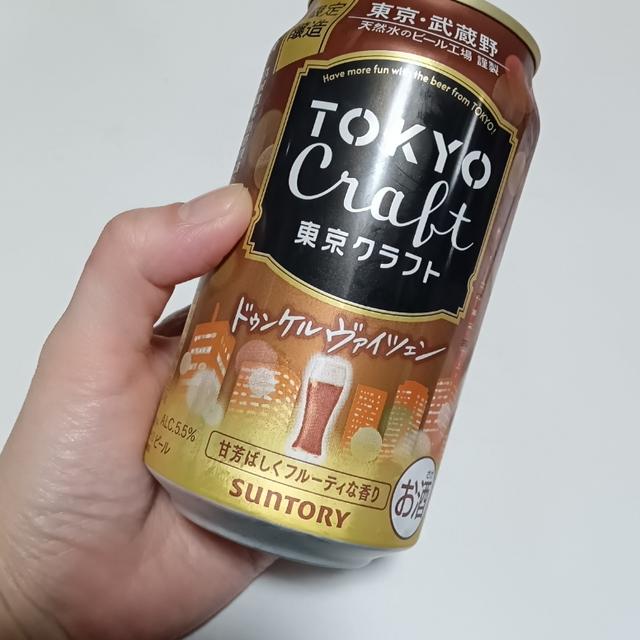 限定
醸造
東京・武蔵野
天然水のビール工場 謹製
Have more fun with the beer from TOKYO!
TOKYO
Craft
東京クラフト
ドゥンケル ヴァイツェン
ALC.5.5%
ビール
甘芳ばしくフルーティな香り
SUNTORY
お酒